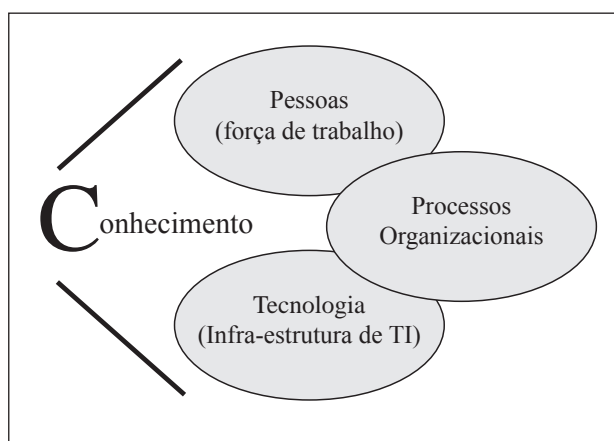 Pessoas
(força de trabalho)
Conhecimento
Processos
Organizacionais
Tecnologia
(Infra-estrutura de TI)